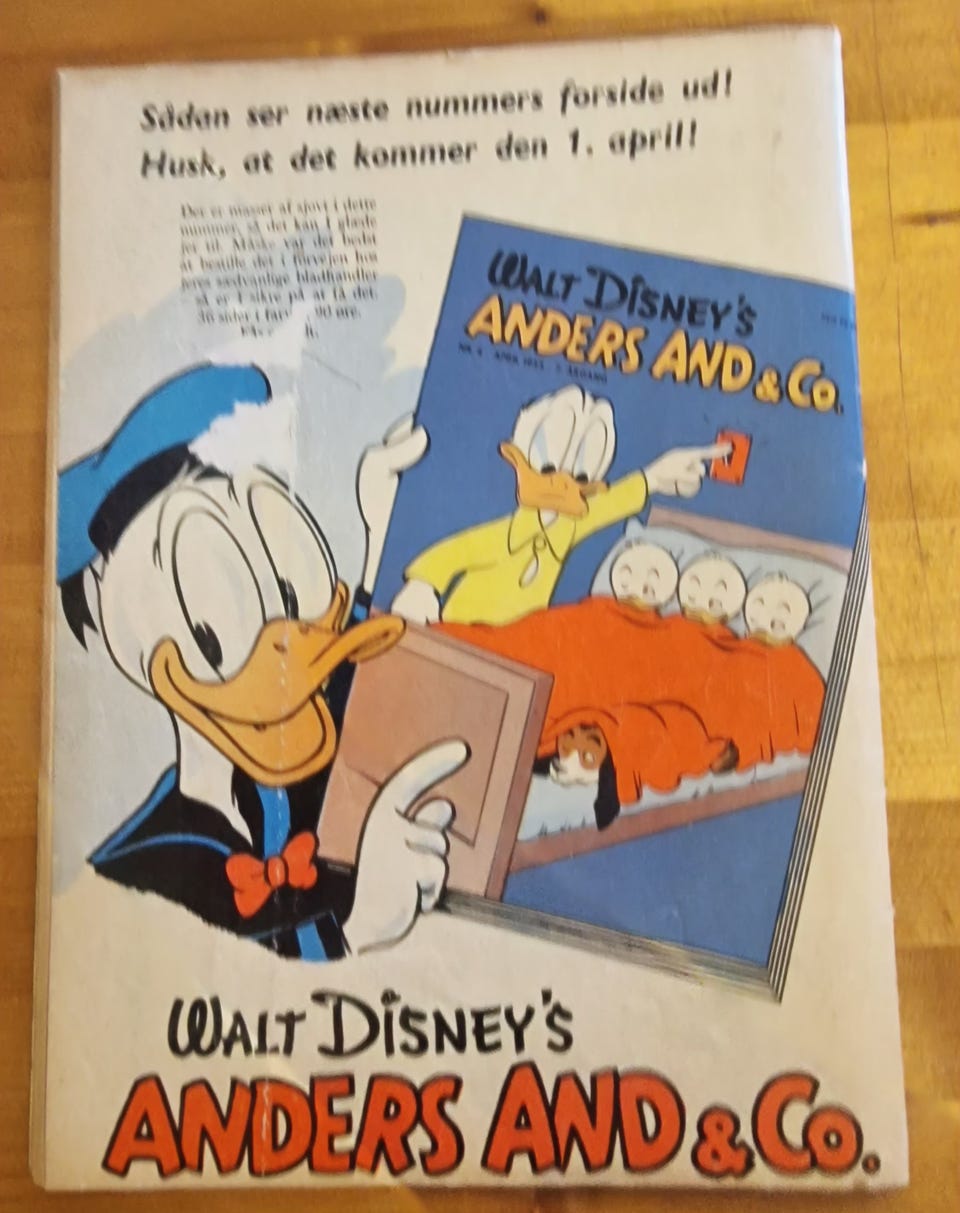 Sådan ser næste nummers forside ud!
Husk, at det kommer den 1. april!
Der er masser af sjovt i dette
nummer, så det kan I glæde
jer til. Måske var det bedst
at bestille det i forvejen hos
jeres sædvanlige bladhandler
så er I sikre på at få det.
36 sider i 90 øre.
WALT DISNEY'S
ANDERS AND & Co.
WALT DISNEY'S
ANDERS AND & Co.